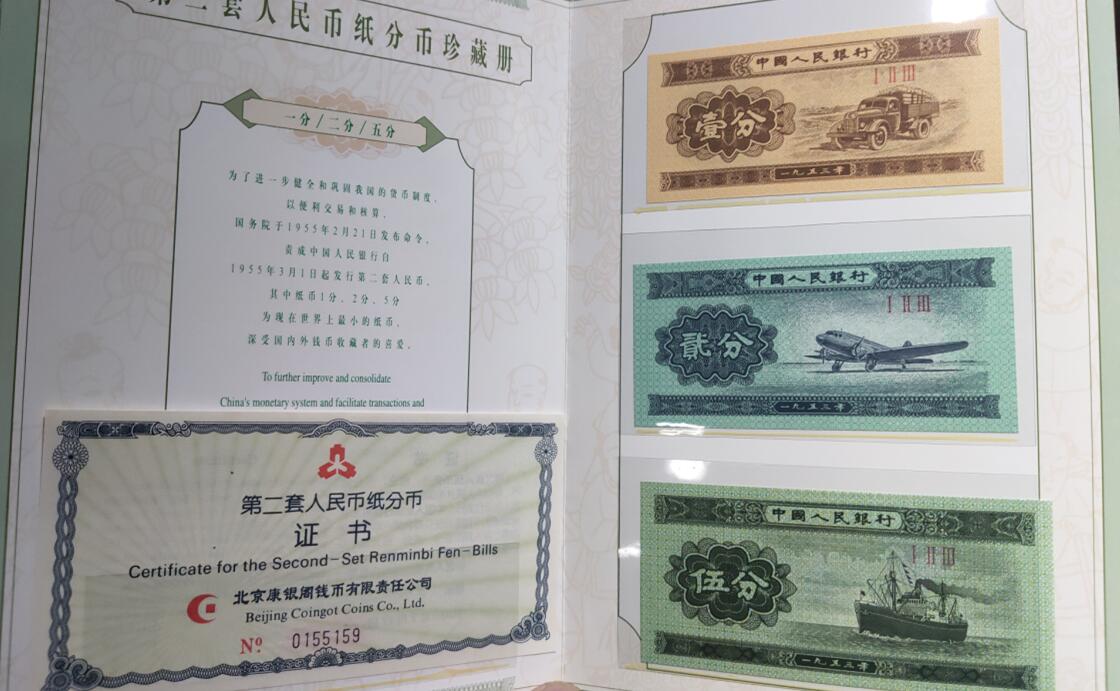 第二套人民币纸分币珍藏册
一分/二分/五分
为了进一步健全和巩固我国的货币制度,
以便利交易和核算,
国务院于1955年2月21日发布命令,
责成中国人民银行自
1955年3月1日起发行第二套人民币,
其中纸币1分、2分、5分
为现在世界上最小的纸币,
深受国内外钱币收藏者的喜爱。
To further improve and consolidate
China's monetary system and facilitate transactions and
第二套人民币纸分币
证书
Certificate for the Second-Set Renminbi Fen-Bills
北京康银阁钱币有限责任公司
Beijing Coingot Coins Co., Ltd.
Nº 0155159
中國人民銀行
I II III
壹分
一九五三年
中國人民銀行
I II III
貳分
一九五三年
中國人民銀行
I II III
伍分
一九五三年